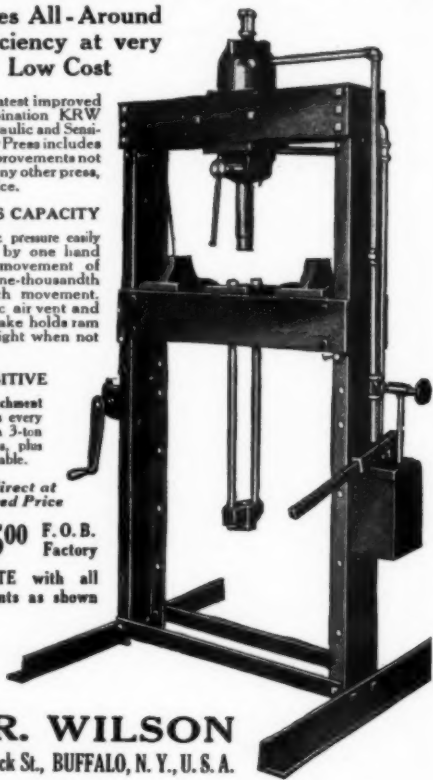 es All-Around
ciency at very
Low Cost
atest improved
bination KRW
aulic and Sensi-
Press includes
provements not
ny other press,
ce.
S CAPACITY
pressure easily
by one hand
movement of
ne-thousandth
h movement.
c air vent and
ake holds ram
ight when not
ITIVE
chment
s every
3-ton
s, plus
able.
irect at
ed Price
00 F.O.B.
Factory
TE with all
nts as shown
R. WILSON
ck St., BUFFALO, N. Y., U. S. A.